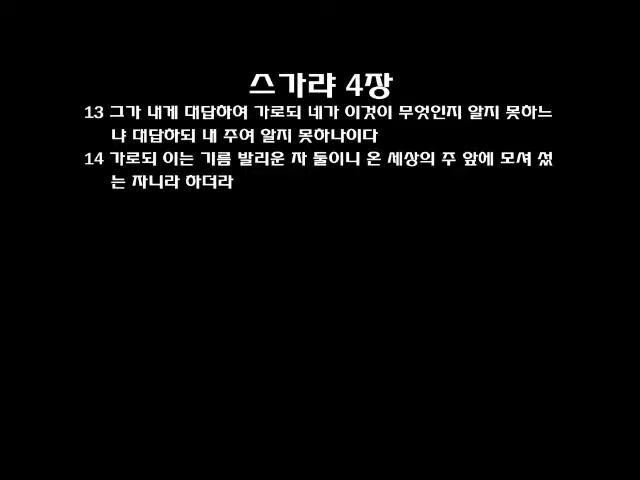 스가랴 4장
13 그가 내게 대답하여 가로되 네가 이것이 무엇인지 알지 못하느
냐 대답하되 내 주여 알지 못하나이다
14 가로되 이는 기름 발리운 자 둘이니 온 세상의 주 앞에 모셔 섰
는 자니라 하더라